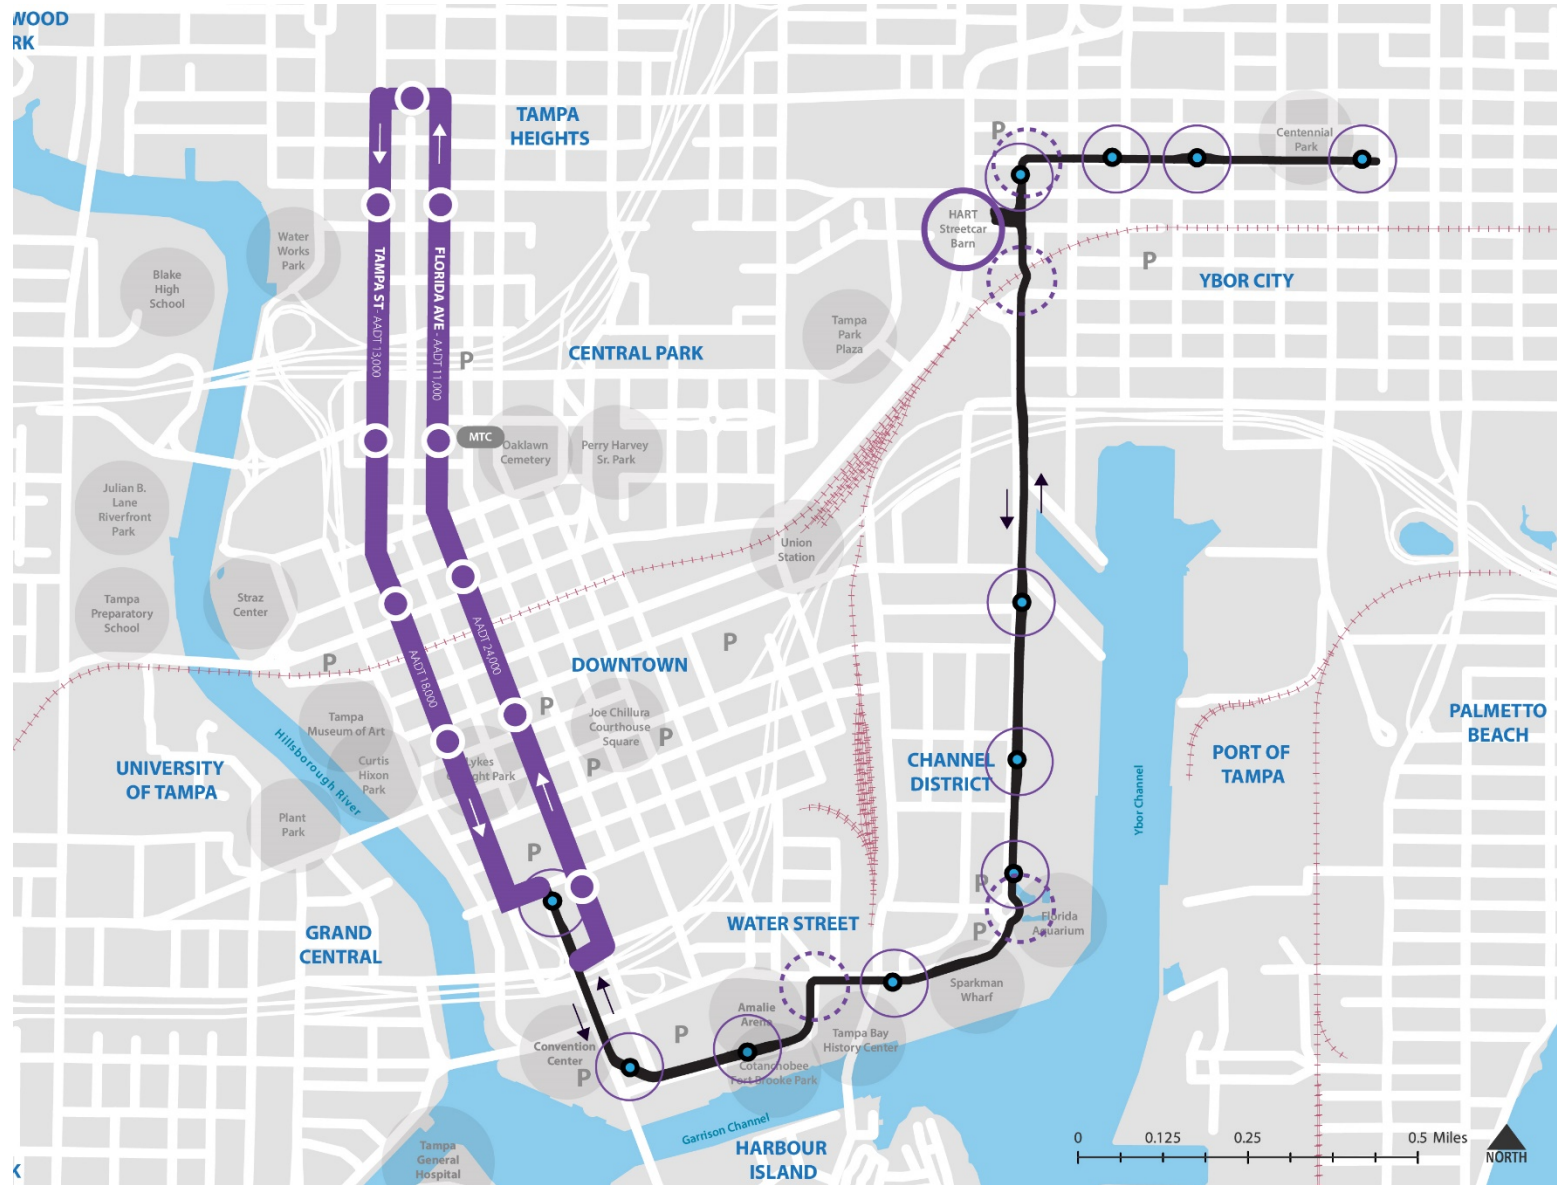 WOOD
RK
TAMPA
HEIGHTS
P
Centennial
Park
HART
Streetcar
Barn
Water
Works
Park
Blake
High
School
TAMPA ST - AADT 13,000
FLORIDA AVE - AADT 11,000
P
YBOR CITY
Tampa
Park
Plaza
P
CENTRAL PARK
MTC
Oaklawn
Cemetery
Perry Harvey
Sr. Park
Julian B.
Lane
Riverfront
Park
Union
Station
Tampa
Preparatory
School
Straz
Center
AADT 18,000
AADT 24,000
P
P
DOWNTOWN
P
Joe Chillura
Courthouse
Square
P
P
Tampa
Museum of Art
Curtis
Hixon
Park
Lykes
Park
Hillsborough River
UNIVERSITY
OF TAMPA
Plant
Park
P
CHANNEL
DISTRICT
Ybor Channel
PORT OF
TAMPA
PALMETTO
BEACH
P
P
Florida
Aquarium
GRAND
CENTRAL
WATER STREET
Sparkman
Wharf
Amalie
Arena
P
Tampa Bay
History Center
Convention
Center
P
Cotanchobee
Fort Brooke Park
Garrison Channel
HARBOUR
ISLAND
Tampa
General
Hospital
K
0 0.125 0.25 0.5 Miles
NORTH